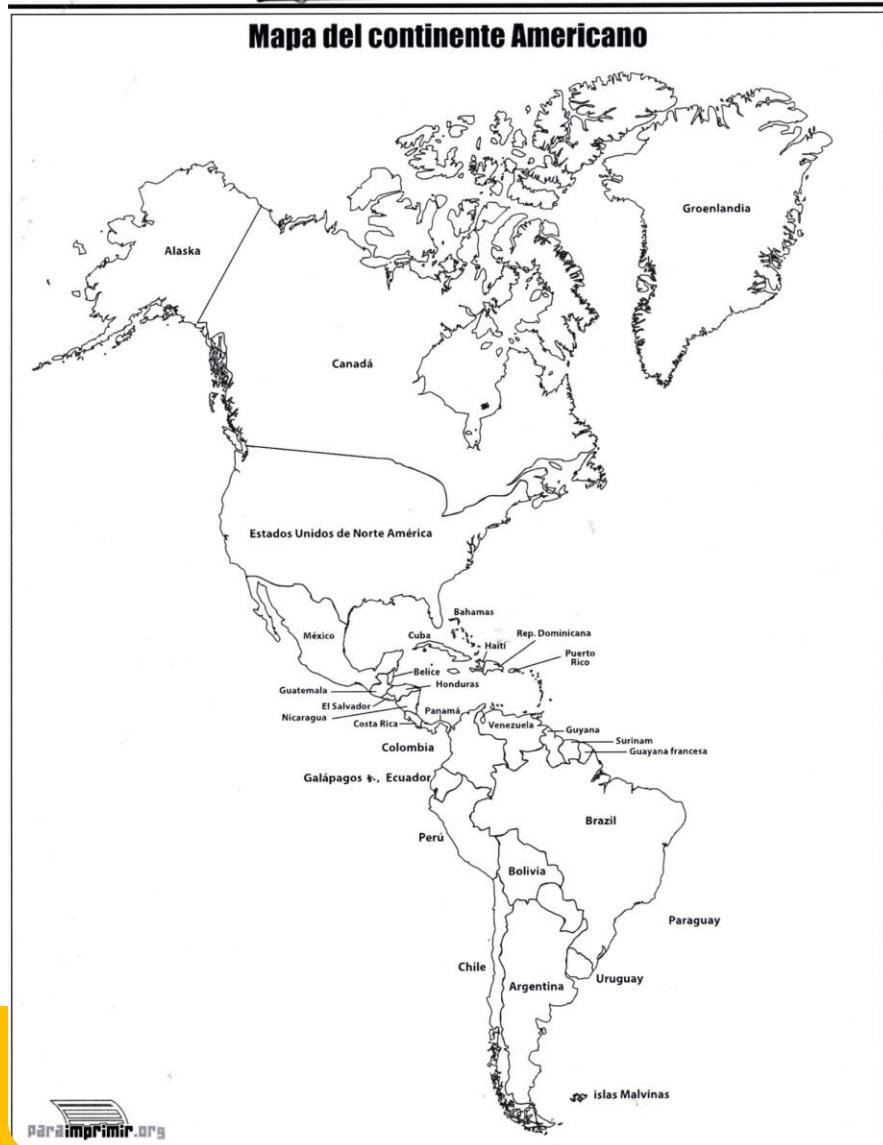 Mapa del continente Americano
Groenlandia
Alaska
Canadá
Estados Unidos de Norte América
Bahamas
México
Cuba
Rep. Dominicana
Haití
Puerto
Rico
Belice
Guatemala
Honduras
El Salvador
Nicaragua
Panamá
Costa Rica
Venezuela
Guyana
Surinam
Guayana francesa
Colombia
Galápagos , Ecuador
Brazil
Perú
Bolivia
Paraguay
Chile
Uruguay
Argentina
islas Malvinas
paraimprimir.org